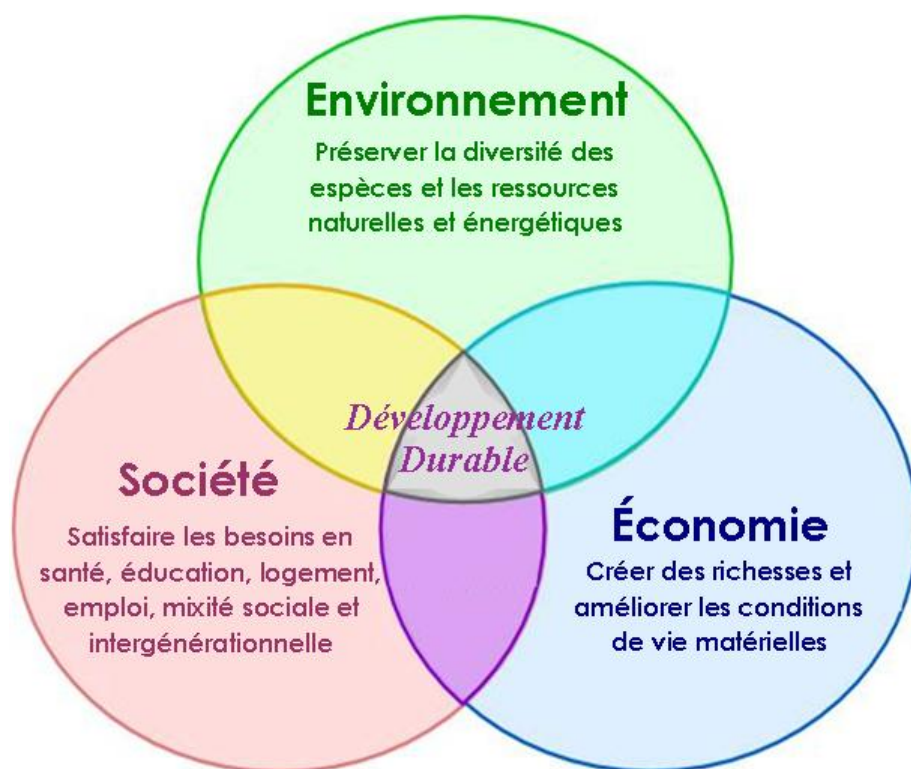 Environnement
Préserver la diversité des
espèces et les ressources
naturelles et énergétiques
Développement
Durable
Société
Satisfaire les besoins en
santé, éducation, logement,
emploi, mixité sociale et
intergénérationnelle
Économie
Créer des richesses et
améliorer les conditions
de vie matérielles